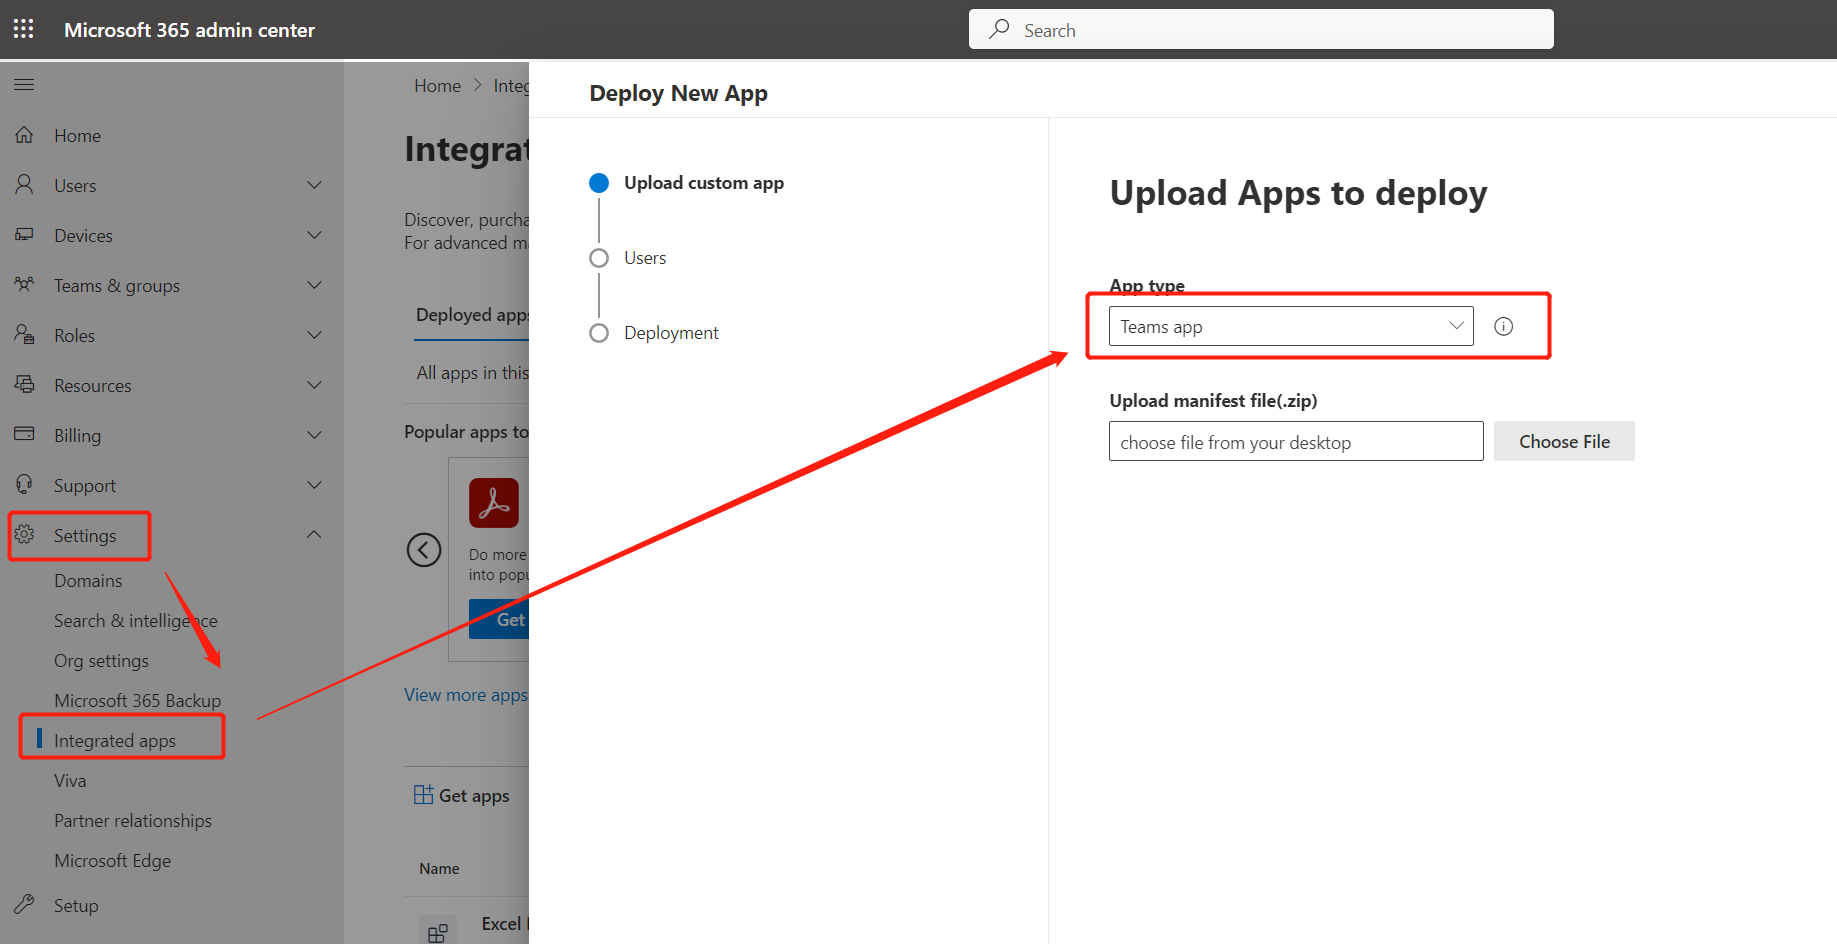 Microsoft 365 admin center
Search
Home
Users
Devices
Teams & groups
Roles
Resources
Billing
Support
Settings
Domains
Search & intelligence
Org settings
Microsoft 365 Backup
Integrated apps
Viva
Partner relationships
Microsoft Edge
Setup
Home > Integ
Integrat
Discover, purcha
For advanced ma
Deployed apps
All apps in this
Popular apps to
Do more
into popu
Get
View more apps
Get apps
Name
Excel
Deploy New App
Upload custom app
Users
Deployment
Upload Apps to deploy
App type
Teams app
Upload manifest file(.zip)
choose file from your desktop
Choose File